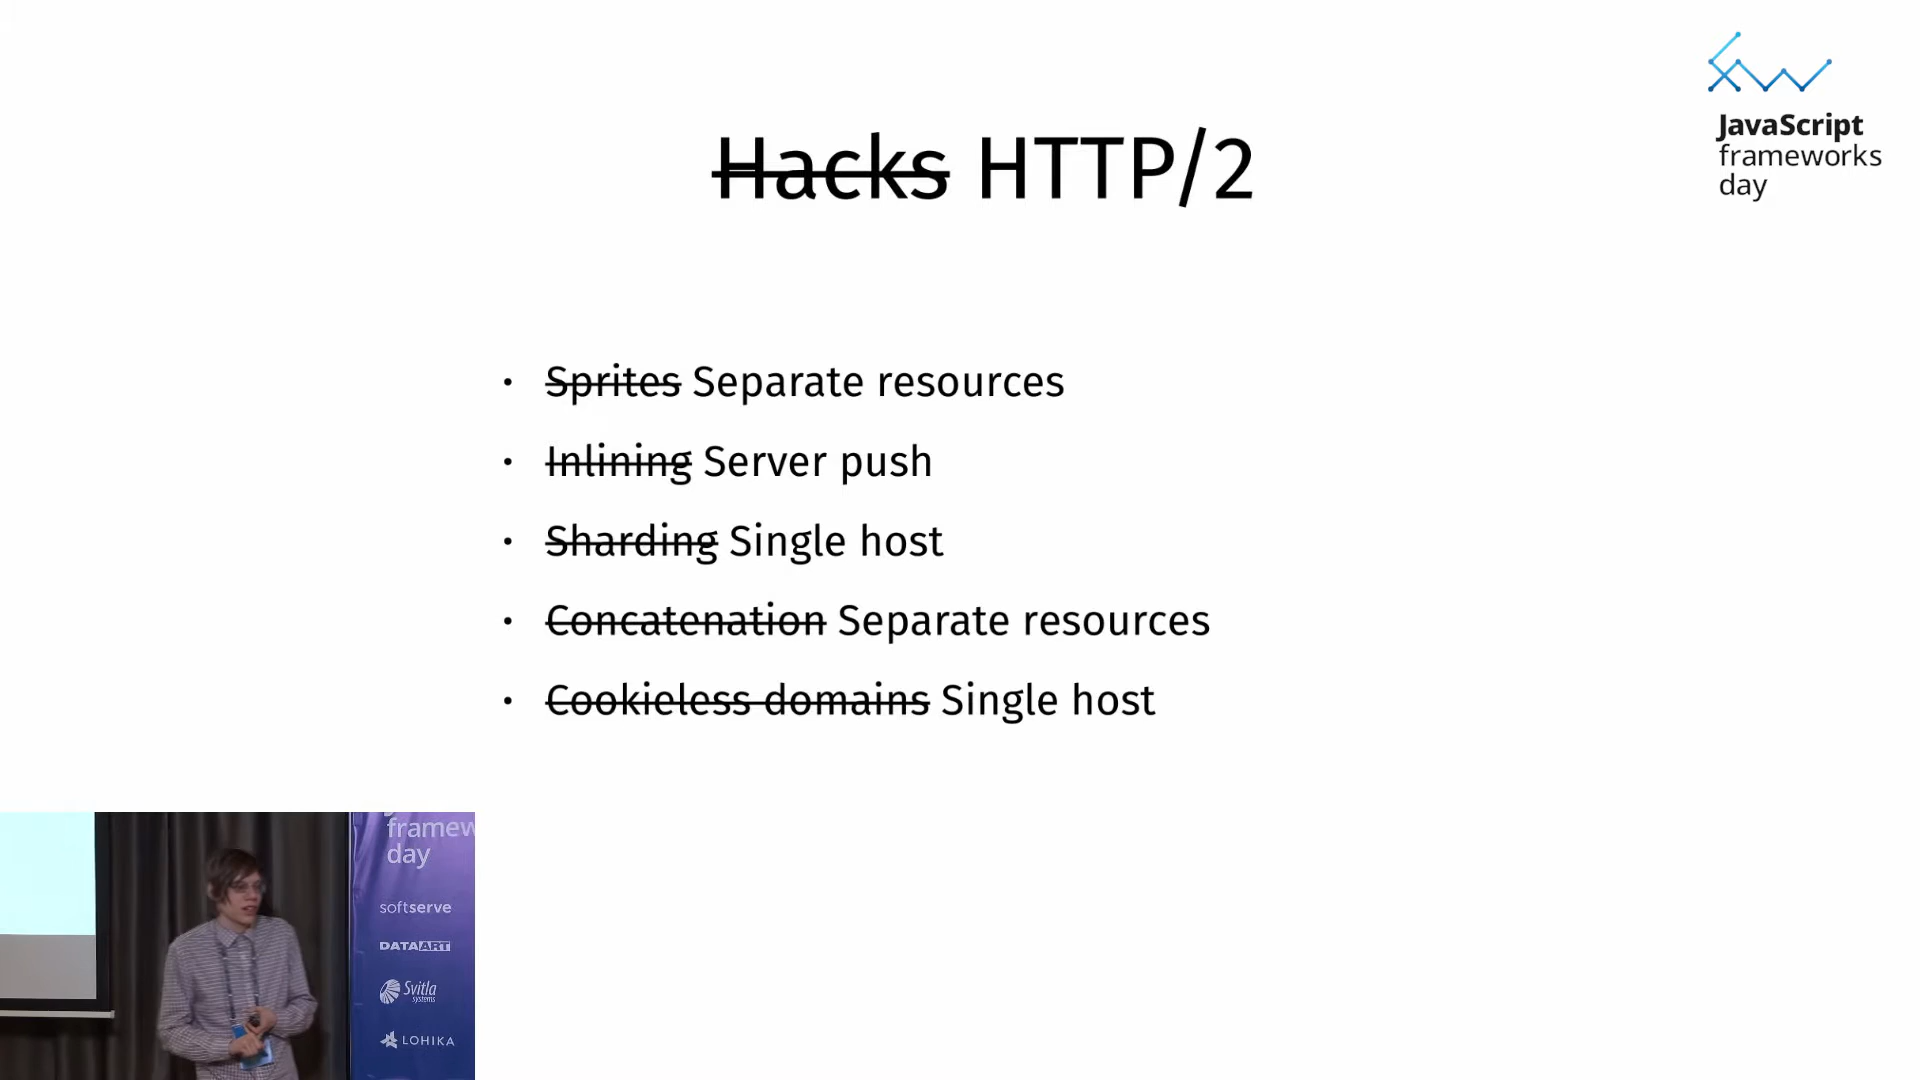 Hacks HTTP/2
JavaScript
frameworks
day
• Sprites Separate resources
• Inlining Server push
• Sharding Single host
• Concatenation Separate resources
• Cookieless domains Single host
framew
day
softserve
DATAART
Svitla
systems
LOHIKA